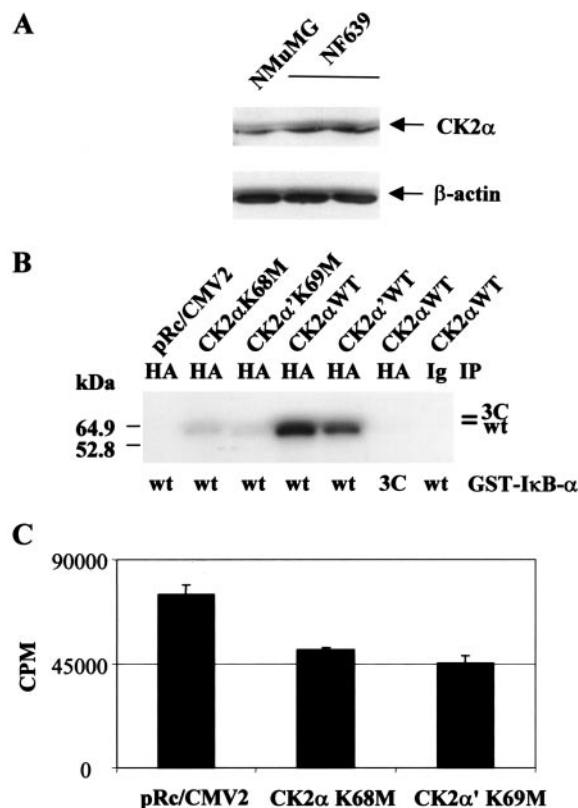 A
NMuMG NF639
CK2α
β-actin
B
pRc/CMV2 CK2αK68M CK2α'K69M CK2αWT CK2α'WT CK2αWT CK2αWT
HA HA HA HA HA HA Ig IP
kDa
3C
64.9 wt
52.8
wt wt wt wt wt 3C wt GST-IκB-α
C
90000
45000
0
CPM
pRc/CMV2 CK2α K68M CK2α' K69M